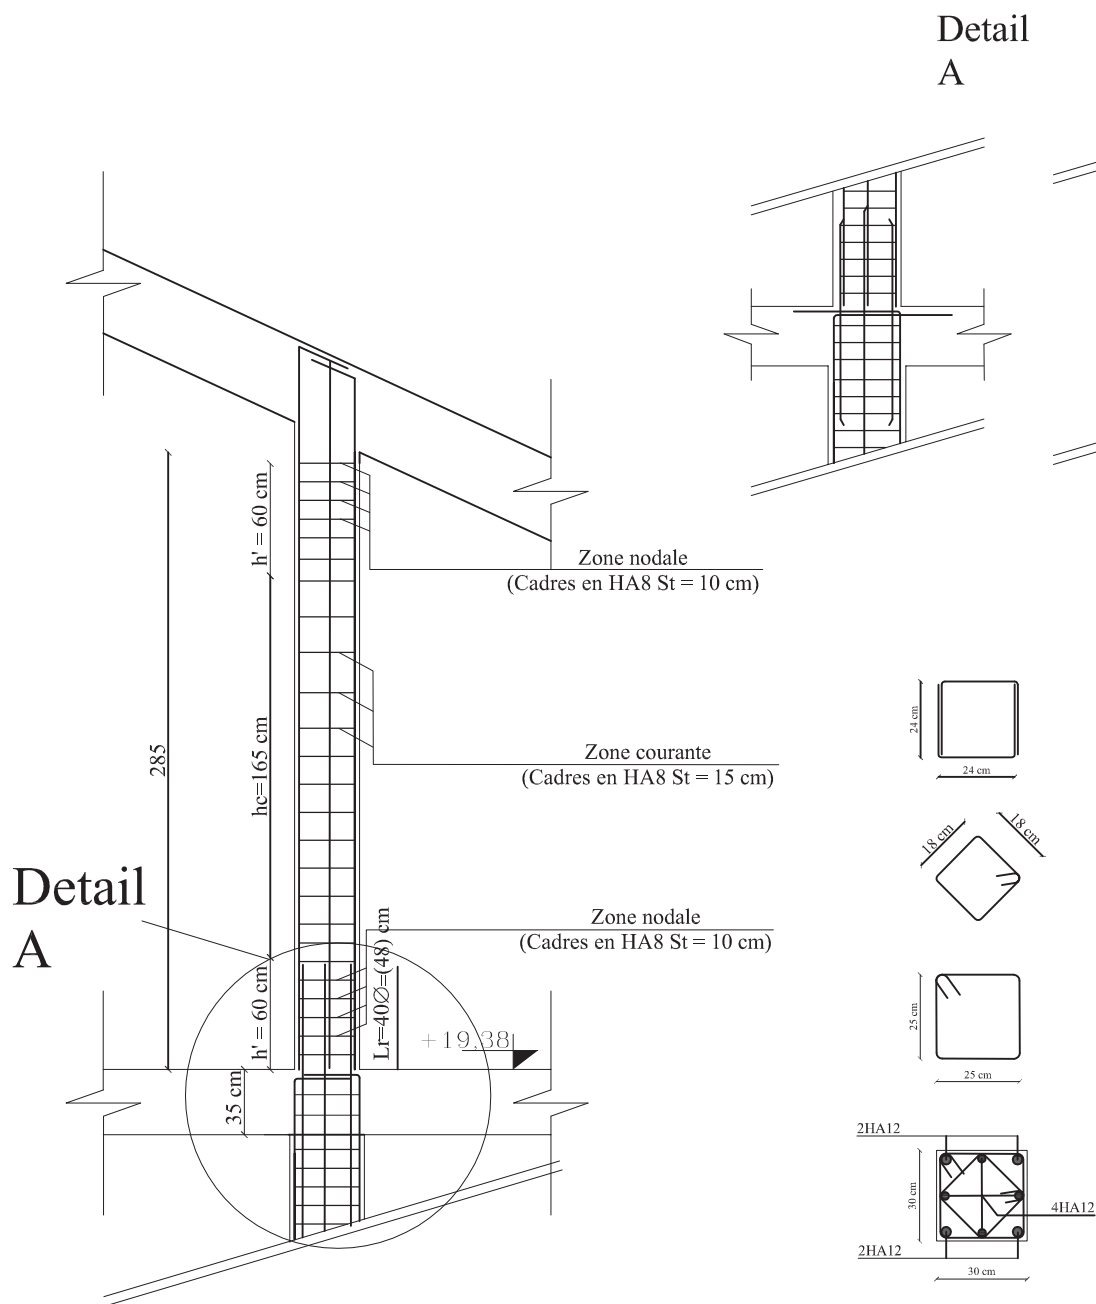 Detail
A
h' = 60 cm
Zone nodale
(Cadres en HA8 St = 10 cm)
285
hc=165 cm
Zone courante
(Cadres en HA8 St = 15 cm)
24 cm
24 cm
18 cm
18 cm
Detail
A
Zone nodale
(Cadres en HA8 St = 10 cm)
h' = 60 cm
Lr=40Ø=(48) cm
+19,38
25 cm
25 cm
35 cm
2HA12
30 cm
4HA12
2HA12
30 cm